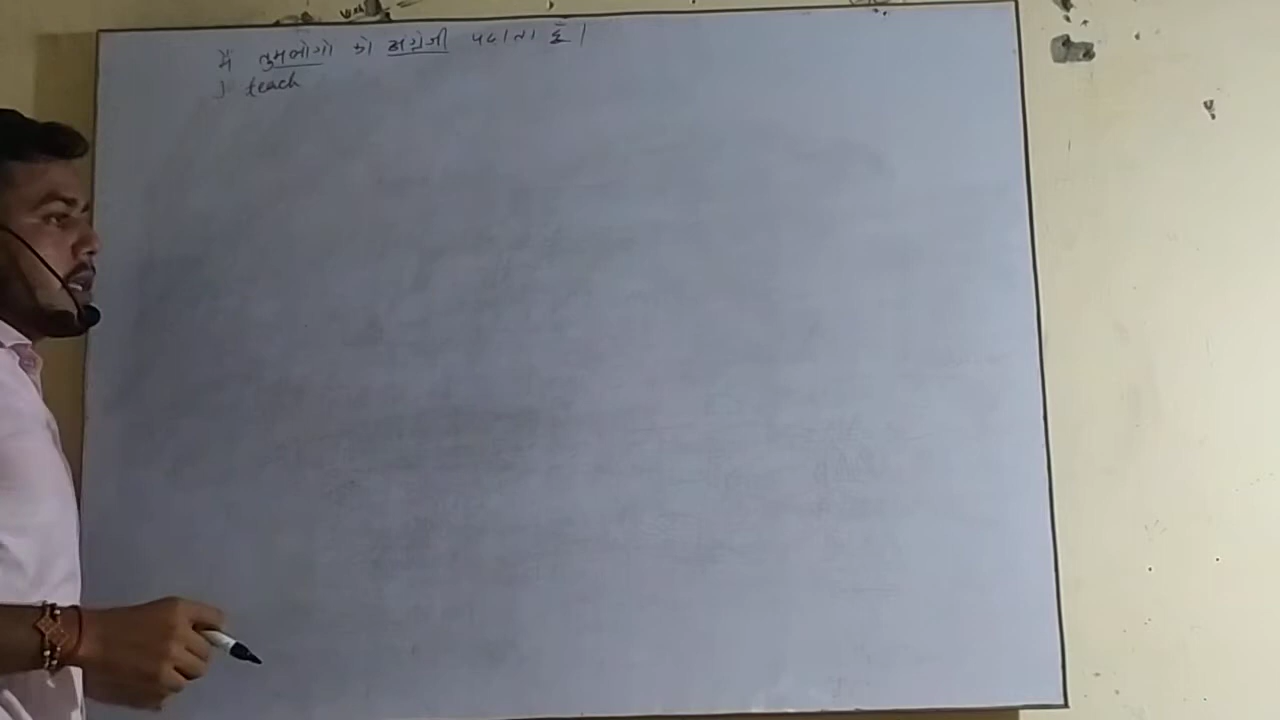 मैं तुमलोगो को अंग्रेजी पढ़ाता हूँ।
I teach